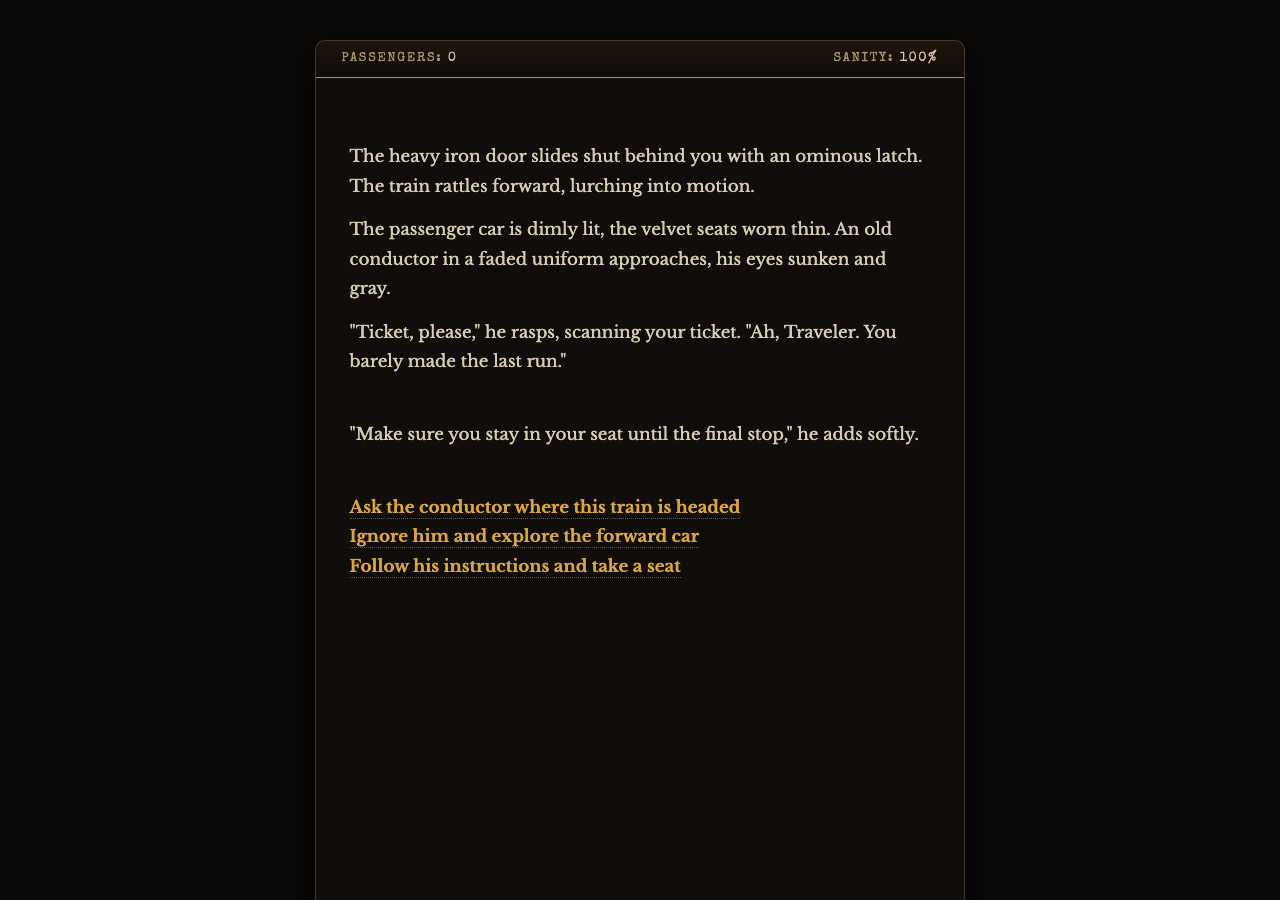 PASSENGERS: 0
SANITY: 100%
The heavy iron door slides shut behind you with an ominous latch.
The train rattles forward, lurching into motion.
The passenger car is dimly lit, the velvet seats worn thin. An old
conductor in a faded uniform approaches, his eyes sunken and
gray.
"Ticket, please," he rasps, scanning your ticket. "Ah, Traveler. You
barely made the last run."
"Make sure you stay in your seat until the final stop," he adds softly.
Ask the conductor where this train is headed
Ignore him and explore the forward car
Follow his instructions and take a seat